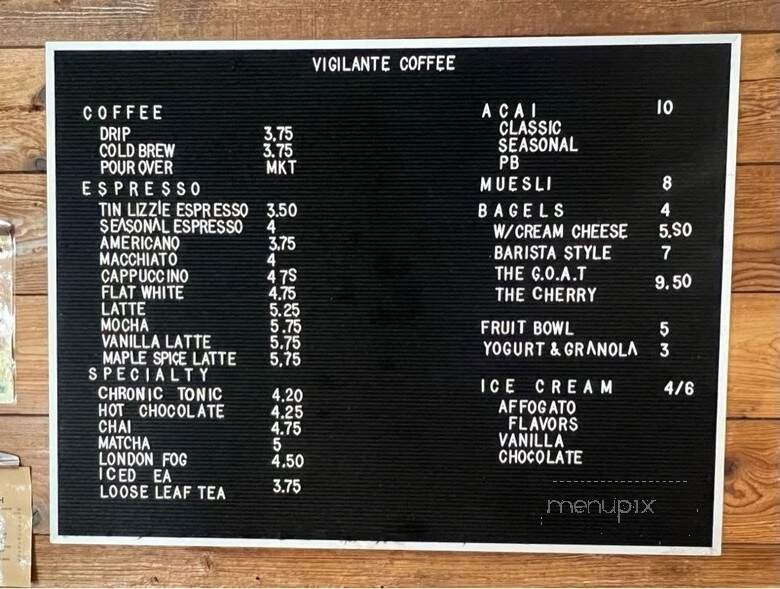 VIGILANTE COFFEE
COFFEE
DRIP 3.75
COLD BREW 3.75
POUR OVER MKT
ESPRESSO
TIN LIZZIE ESPRESSO 3.50
SEASONAL ESPRESSO 4
AMERICANO 3.75
MACCHIATO 4
CAPPUCCINO 4 7S
FLAT WHITE 4.75
LATTE 5.25
MOCHA 5.75
VANILLA LATTE 5.75
MAPLE SPICE LATTE 5,75
SPECIALTY
CHRONIC TONIC 4.20
HOT CHOCOLATE 4.25
CHAI 4.75
MATCHA 5
LONDON FOG 4.50
ICED EA
LOOSE LEAF TEA 3.75
ACAI 10
CLASSIC
SEASONAL
PB
MUESLI 8
BAGELS 4
W/CREAM CHEESE 5.SO
BARISTA STYLE 7
THE G.O.A.T
THE CHERRY 9.50
FRUIT BOWL 5
YOGURT & GRANOLA 3
ICE CREAM 4/6
AFFOGATO
FLAVORS
VANILLA
CHOCOLATE
menupix